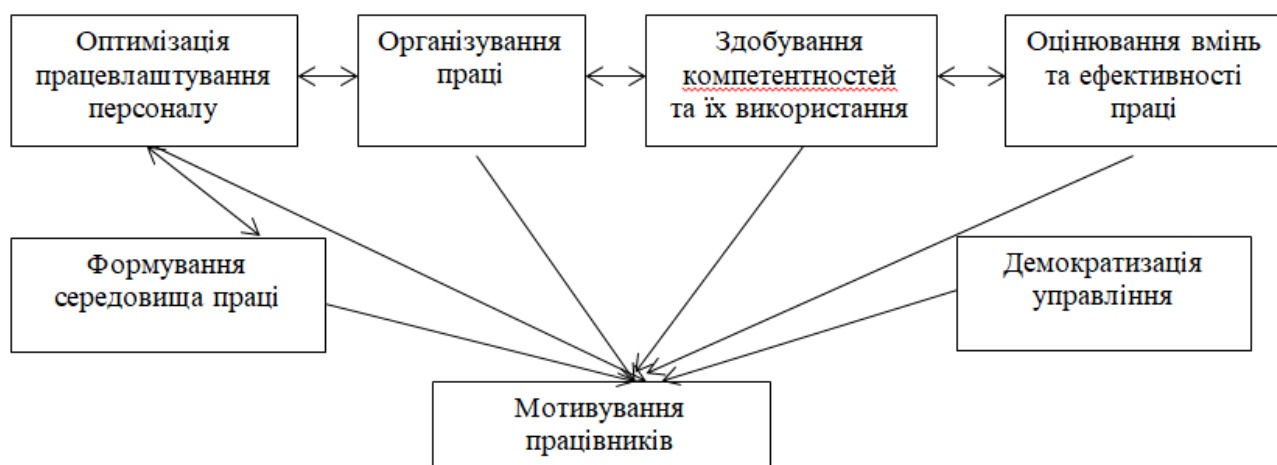 Оптимізація
працевлаштування
персоналу
Організування
праці
Здобування
компетентностей
та їх використання
Оцінювання вмінь
та ефективності
праці
Формування
середовища праці
Демократизація
управління
Мотивування
працівників